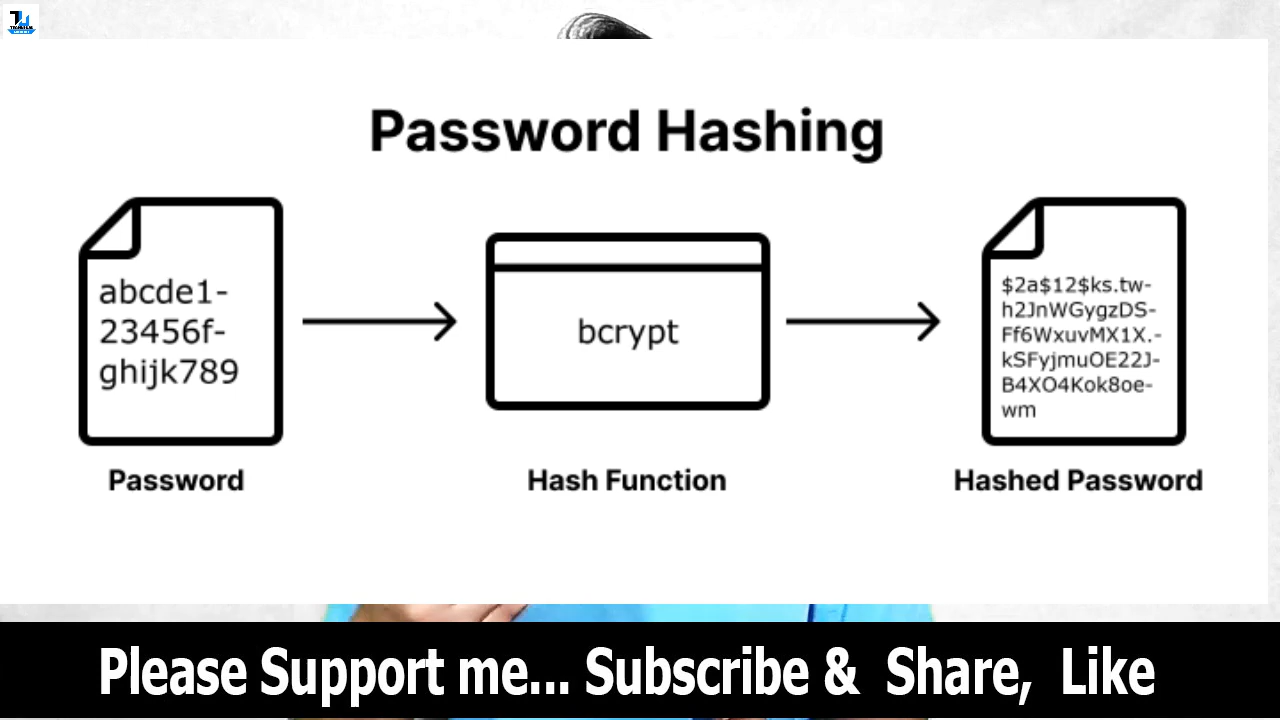 Password Hashing
abcde1-
23456f-
ghijk789
bcrypt
$2a$12$ks.tw-
h2JnWGygzDS-
Ff6WxuvMX1X.-
kSFyjmuOE22J-
B4XO4Kok8oe-
wm
Password
Hash Function
Hashed Password
Please Support me... Subscribe & Share, Like